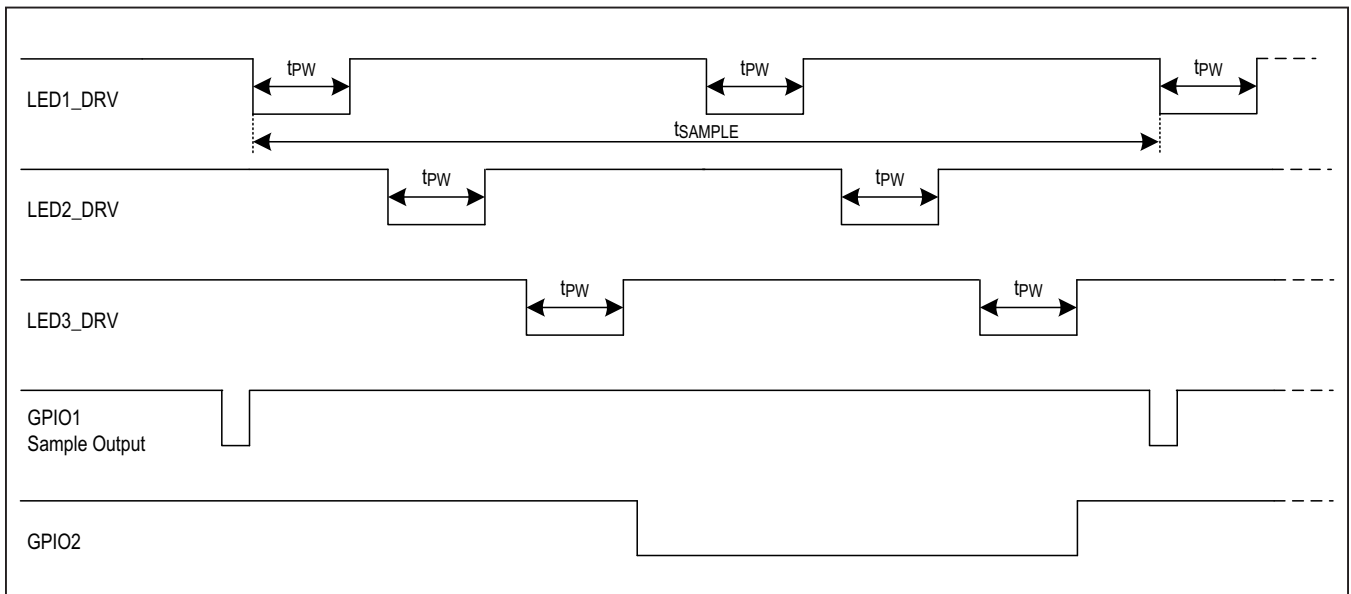 tPW
tPW
tPW
LED1_DRV
tSAMPLE
tPW
tPW
LED2_DRV
tPW
tPW
LED3_DRV
GPIO1
Sample Output
GPIO2